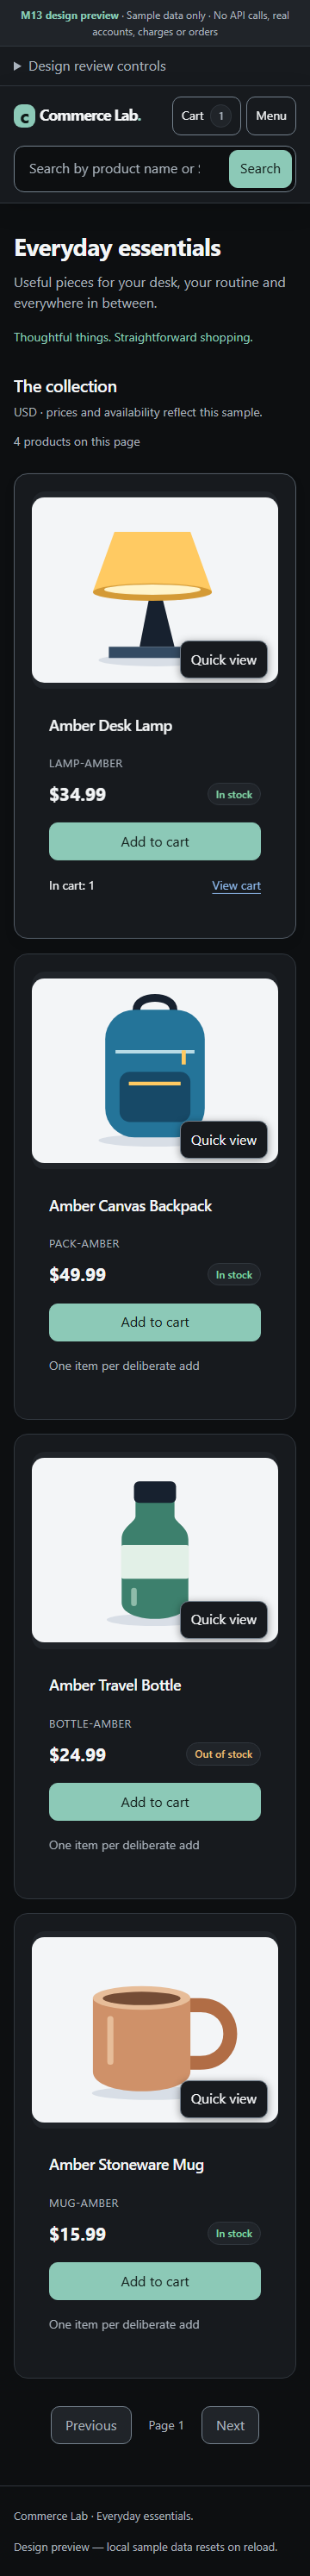 M13 design preview · Sample data only · No API calls, real
accounts, charges or orders
▶ Design review controls
c Commerce Lab.
Cart 1
Menu
Search by product name or
Search
Everyday essentials
Useful pieces for your desk, your routine and
everywhere in between.
Thoughtful things. Straightforward shopping.
The collection
USD · prices and availability reflect this sample.
4 products on this page
Quick view
Amber Desk Lamp
LAMP-AMBER
$34.99
In stock
Add to cart
In cart: 1
View cart
Quick view
Amber Canvas Backpack
PACK-AMBER
$49.99
In stock
Add to cart
One item per deliberate add
Quick view
Amber Travel Bottle
BOTTLE-AMBER
$24.99
Out of stock
Add to cart
One item per deliberate add
Quick view
Amber Stoneware Mug
MUG-AMBER
$15.99
In stock
Add to cart
One item per deliberate add
Previous
Page 1
Next
Commerce Lab · Everyday essentials.
Design preview — local sample data resets on reload.